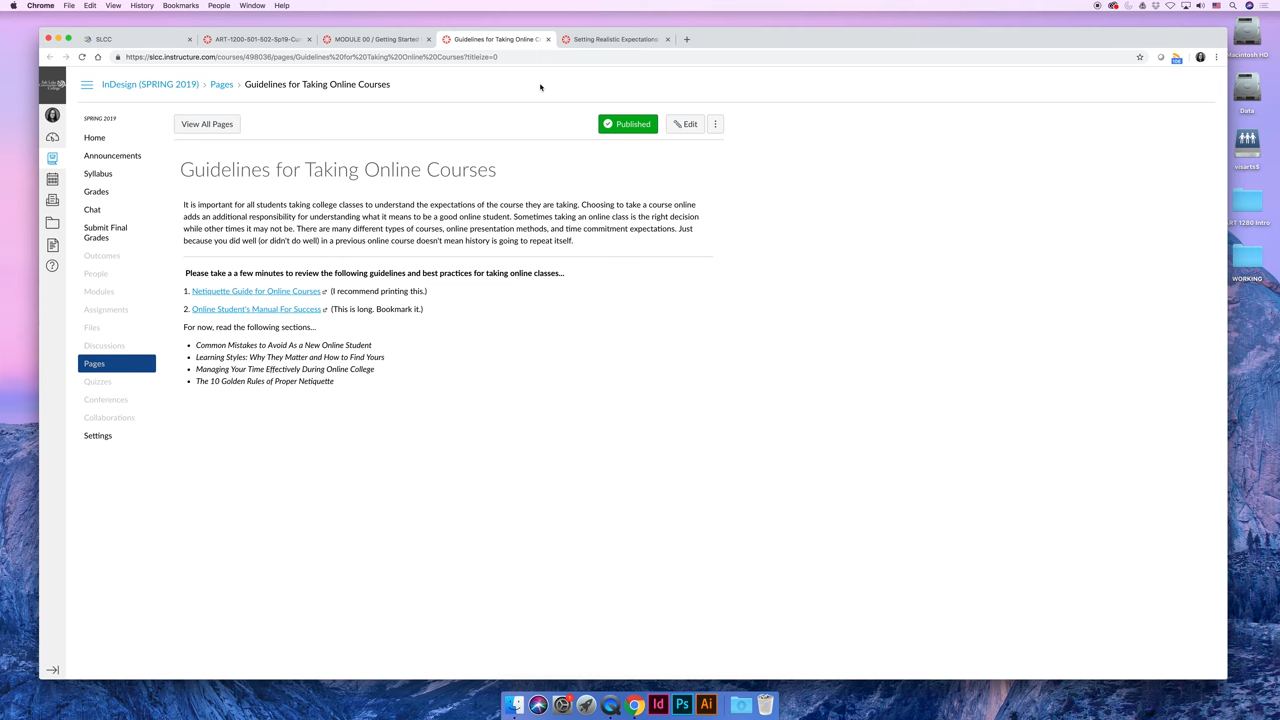 Chrome File Edit View History Bookmarks People Window Help
SLCC
ART-1200-501-502-Sp19-Cur
MODULE 00 / Getting Started
Guidelines for Taking Online C
Setting Realistic Expectations
https://slcc.instructure.com/courses/498036/pages/Guidelines%20for%20Taking%20Online%20Courses?titleize=0
InDesign (SPRING 2019) › Pages › Guidelines for Taking Online Courses
SPRING 2019
Home
Announcements
Syllabus
Grades
Chat
Submit Final
Grades
Outcomes
People
Modules
Assignments
Files
Discussions
Pages
Quizzes
Conferences
Collaborations
Settings
View All Pages
Published
Edit
Guidelines for Taking Online Courses
It is important for all students taking college classes to understand the expectations of the course they are taking. Choosing to take a course online
adds an additional responsibility for understanding what it means to be a good online student. Sometimes taking an online class is the right decision
while other times it may not be. There are many different types of courses, online presentation methods, and time commitment expectations. Just
because you did well (or didn't do well) in a previous online course doesn't mean history is going to repeat itself.
Please take a a few minutes to review the following guidelines and best practices for taking online classes...
1. Netiquette Guide for Online Courses (I recommend printing this.)
2. Online Student's Manual For Success (This is long. Bookmark it.)
For now, read the following sections...
• Common Mistakes to Avoid As a New Online Student
• Learning Styles: Why They Matter and How to Find Yours
• Managing Your Time Effectively During Online College
• The 10 Golden Rules of Proper Netiquette
Macintosh HD
Data
visartsS
ART 1280 Intro
WORKING
Id
Ps
Ai